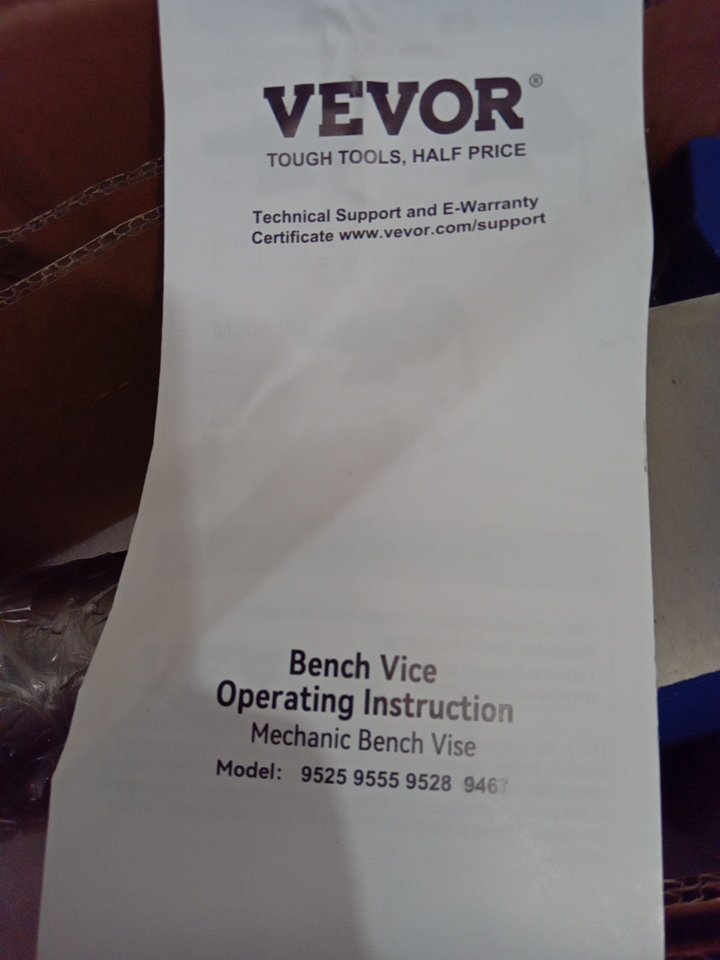 VEVOR®
TOUGH TOOLS, HALF PRICE
Technical Support and E-Warranty
Certificate www.vevor.com/support
Bench Vice
Operating Instruction
Mechanic Bench Vise
Model: 9525 9555 9528